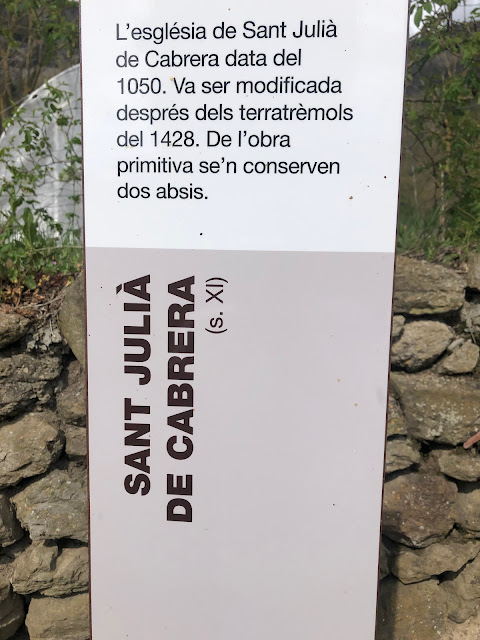 L'església de Sant Julià
de Cabrera data del
1050. Va ser modificada
després dels terratrèmols
del 1428. De l'obra
primitiva se'n conserven
dos absis.
SANT JULIÀ
DE CABRERA
(s. XI)